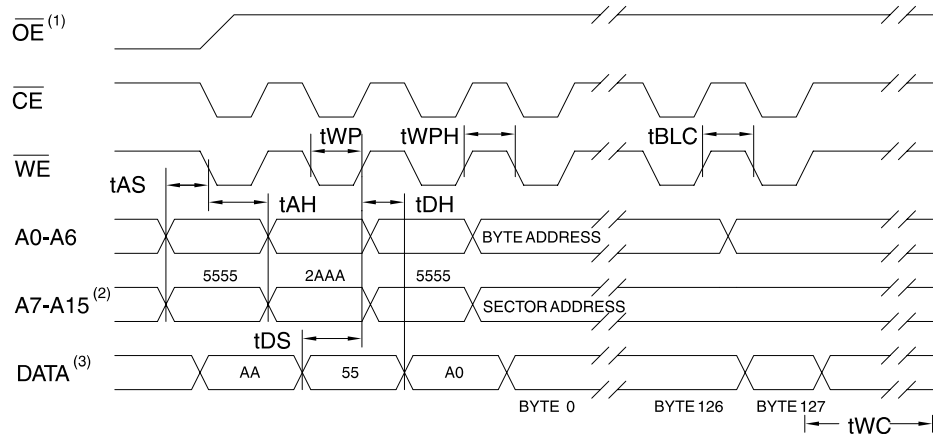 OE (1)
CE
tWP tWPH tBLC
WE
tAS tAH tDH
A0-A6 BYTE ADDRESS
5555 2AAA 5555
A7-A15 (2) SECTOR ADDRESS
tDS
DATA (3) AA 55 A0
BYTE 0 BYTE 126 BYTE 127
tWC